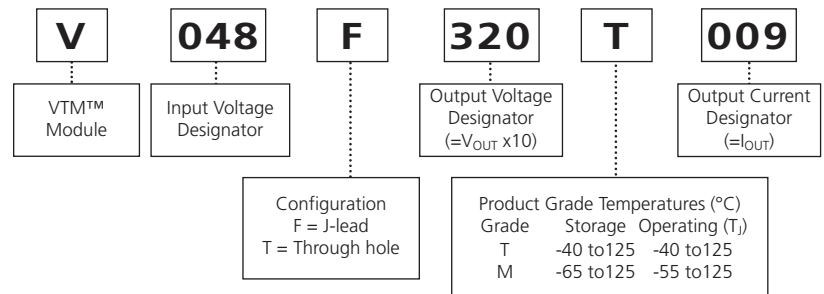 V 048 F 320 T 009
VTM™
Module
Input Voltage
Designator
Output Voltage
Designator
(=VOUT x10)
Output Current
Designator
(=IOUT)
Configuration
F = J-lead
T = Through hole
Product Grade Temperatures (°C)
Grade Storage Operating (TJ)
T -40 to125 -40 to125
M -65 to125 -55 to125